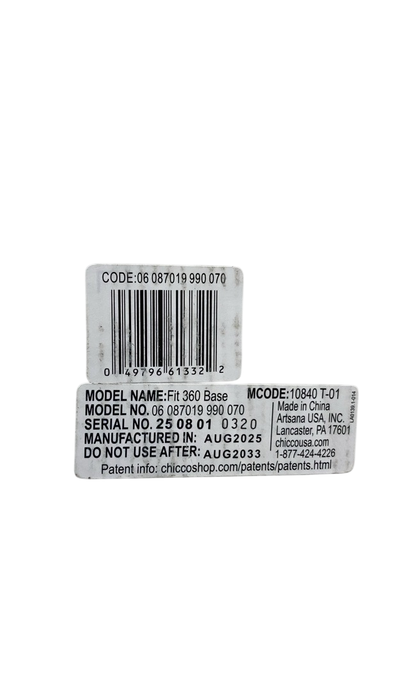 CODE:06 087019 990 070
0 49796 61332 2
MODEL NAME:Fit 360 Base MCODE:10840 T-01
MODEL NO. 06 087019 990 070
SERIAL NO. 25 08 01 0320
MANUFACTURED IN: AUG2025
DO NOT USE AFTER: AUG2033
Made in China
Artsana USA, INC.
Lancaster, PA 17601
chiccousa.com
1-877-424-4226
Patent info: chiccoshop.com/patents/patents.html